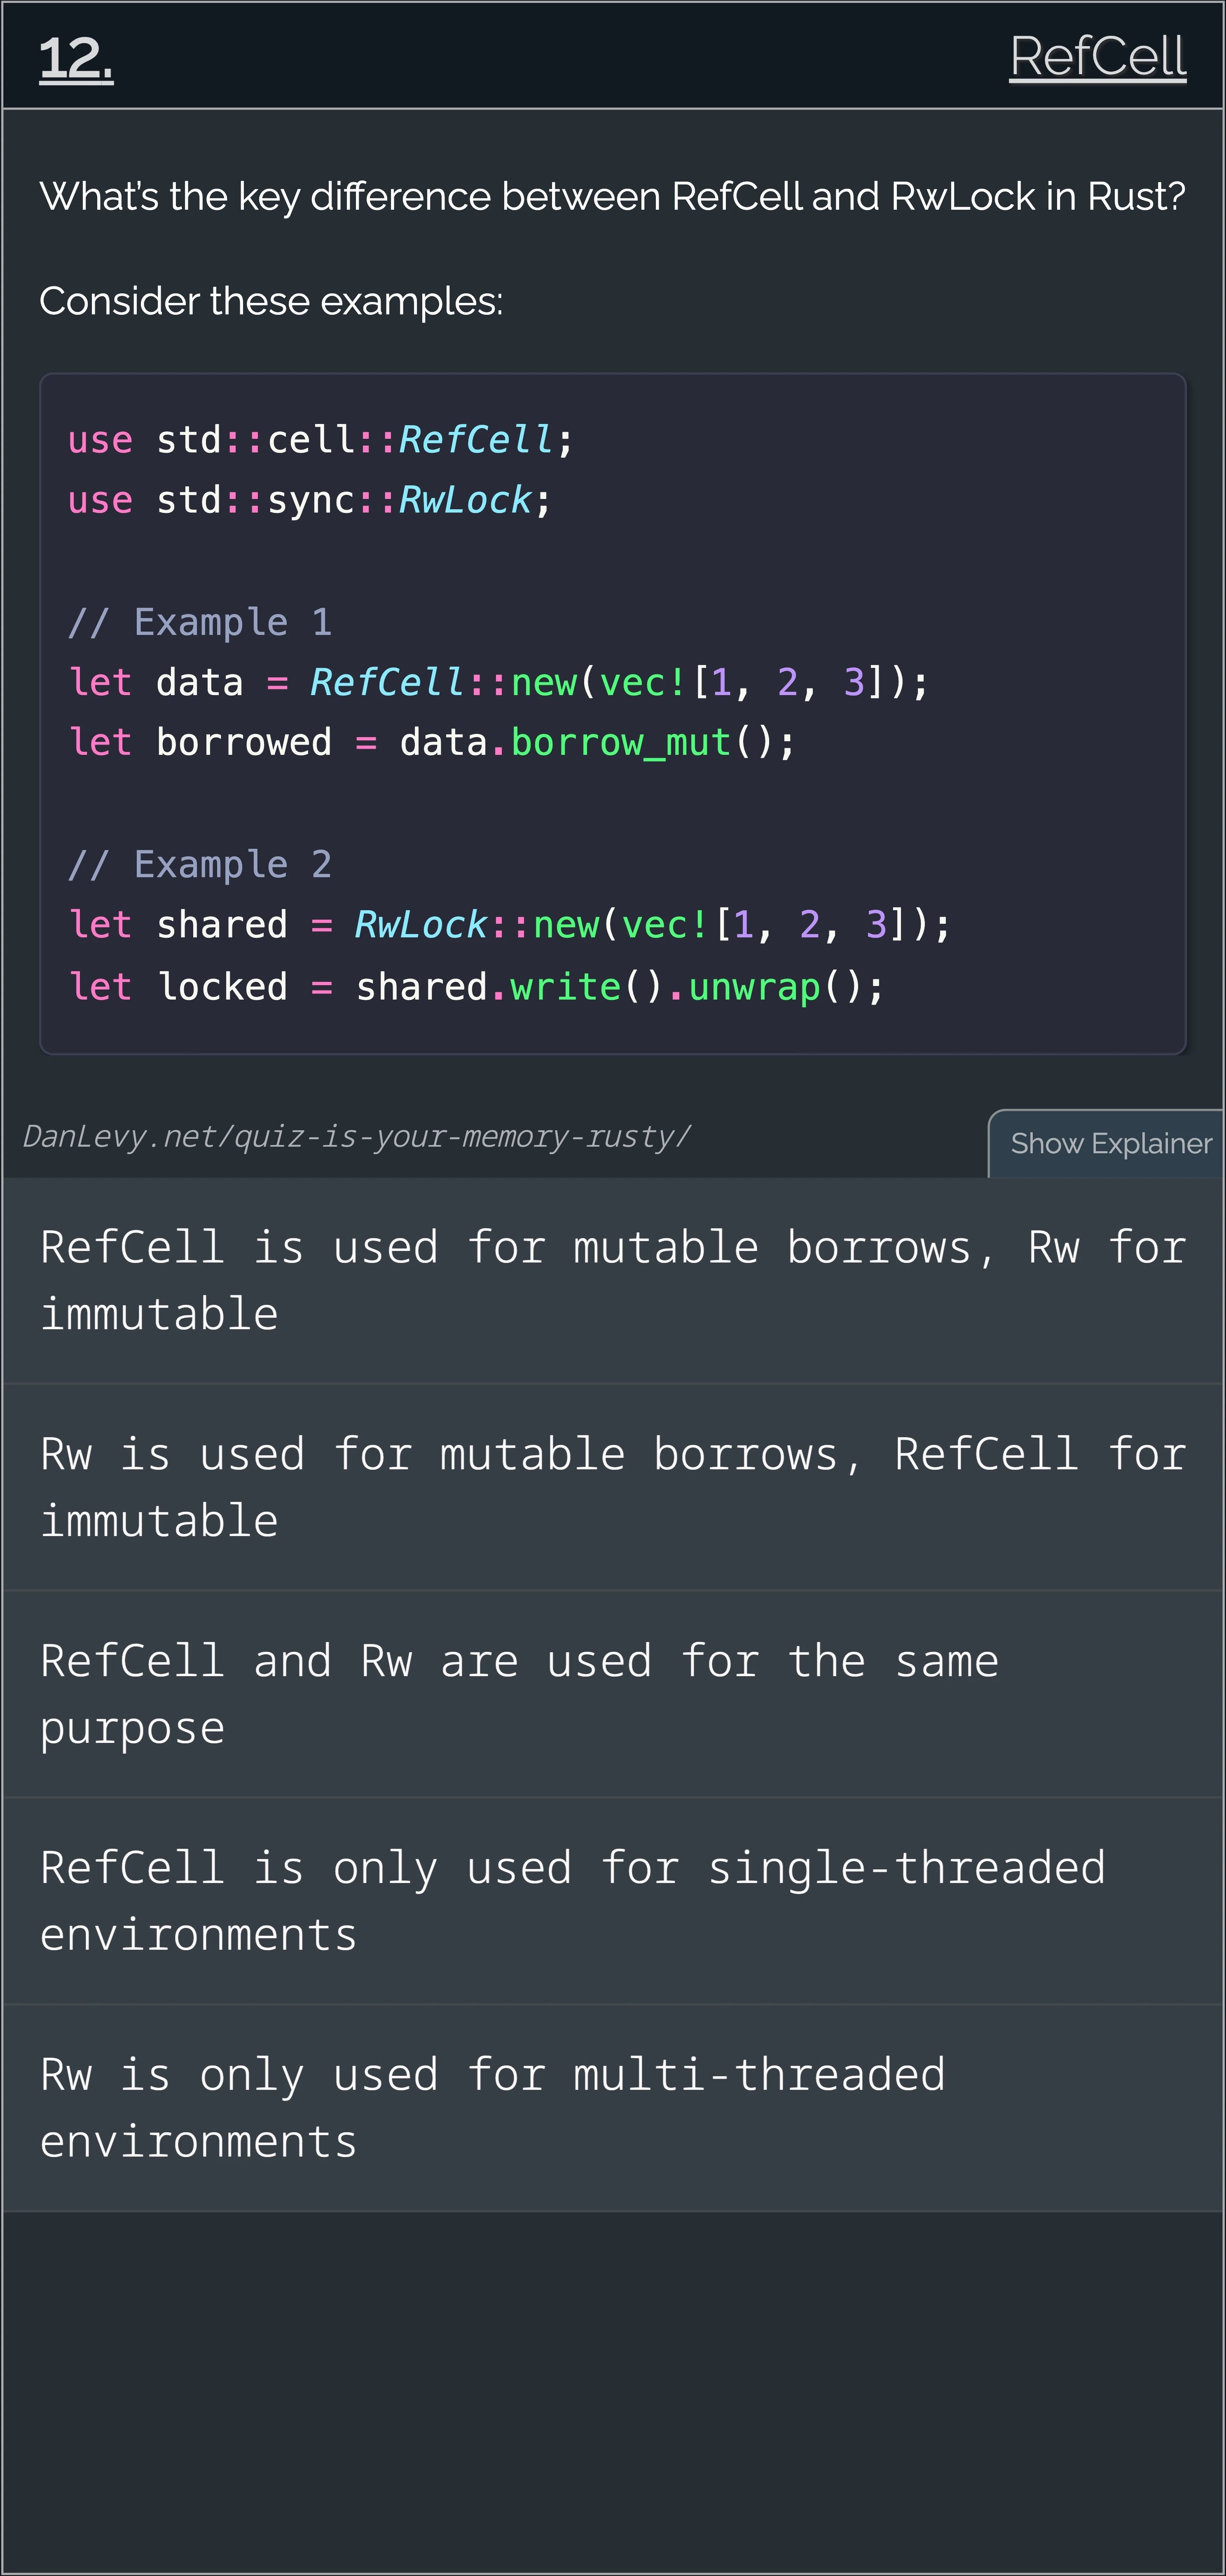 12.
RefCell
What's the key difference between RefCell and RwLock in Rust?
Consider these examples:
use std::cell::RefCell;
use std::sync::RwLock;
// Example 1
let data = RefCell::new(vec![1, 2, 3]);
let borrowed = data.borrow_mut();
// Example 2
let shared = RwLock::new(vec![1, 2, 3]);
let locked = shared.write().unwrap();
DanLevy.net/quiz-is-your-memory-rusty/
Show Explainer
RefCell is used for mutable borrows, Rw for
immutable
Rw is used for mutable borrows, RefCell for
immutable
RefCell and Rw are used for the same
purpose
RefCell is only used for single-threaded
environments
Rw is only used for multi-threaded
environments